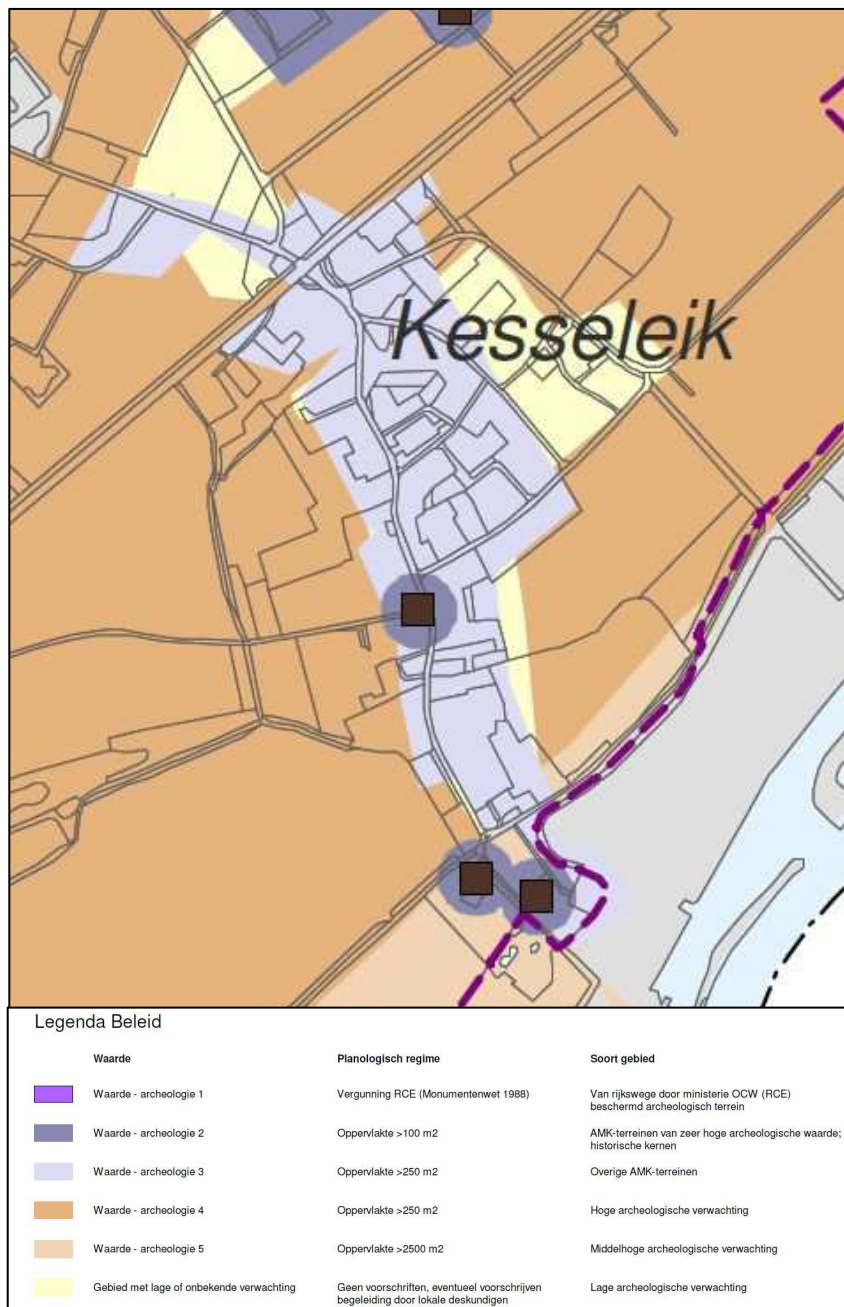 Kesseleik
Legenda Beleid
Waarde Planologisch regime Soort gebied
Waarde - archeologie 1 Vergunning RCE (Monumentenwet 1988) Van rijkswege door ministerie OCW (RCE)
beschermd archeologisch terrein
Waarde - archeologie 2 Oppervlakte >100 m2 AMK-terreinen van zeer hoge archeologische waarde;
historische kernen
Waarde - archeologie 3 Oppervlakte >250 m2 Overige AMK-terreinen
Waarde - archeologie 4 Oppervlakte >250 m2 Hoge archeologische verwachting
Waarde - archeologie 5 Oppervlakte >2500 m2 Middelhoge archeologische verwachting
Gebied met lage of onbekende verwachting Geen voorschriften, eventueel voorschrijven Lage archeologische verwachting
begeleiding door lokale deskundigen